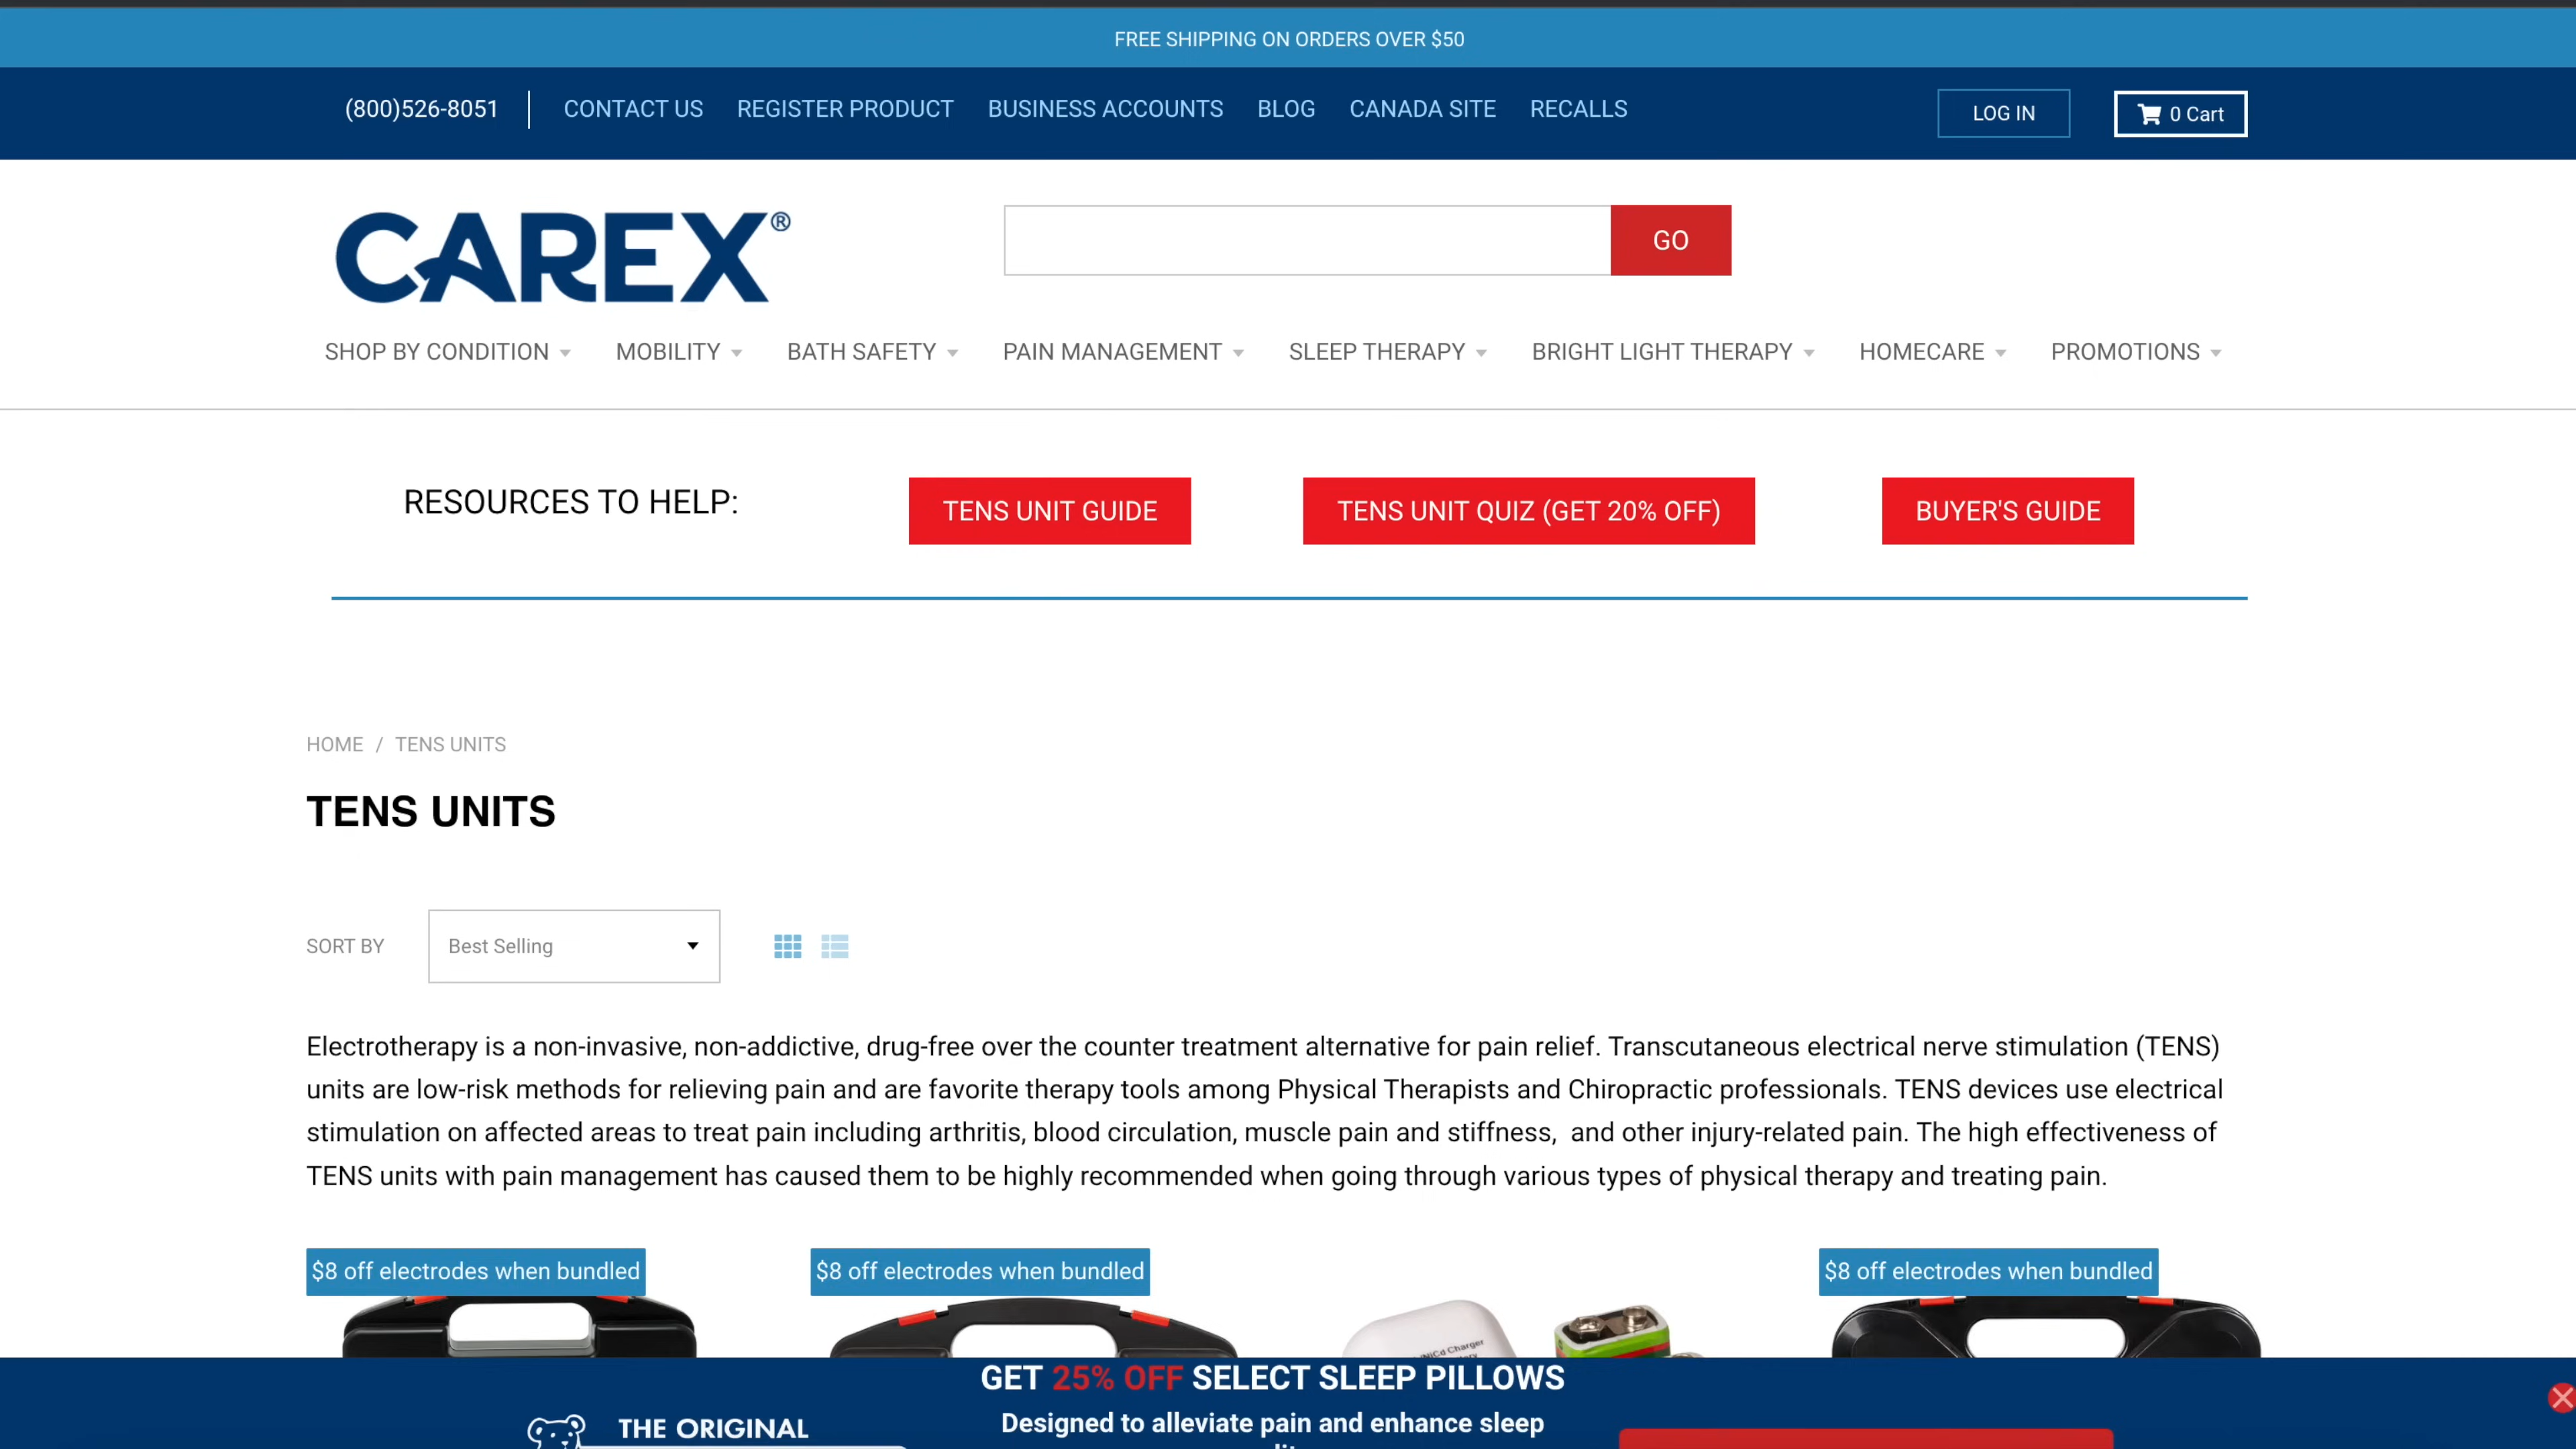 FREE SHIPPING ON ORDERS OVER $50
(800)526-8051 CONTACT US REGISTER PRODUCT BUSINESS ACCOUNTS BLOG CANADA SITE RECALLS LOG IN 0 Cart
CAREX®
GO
SHOP BY CONDITION MOBILITY BATH SAFETY PAIN MANAGEMENT SLEEP THERAPY BRIGHT LIGHT THERAPY HOMECARE PROMOTIONS
RESOURCES TO HELP: TENS UNIT GUIDE TENS UNIT QUIZ (GET 20% OFF) BUYER'S GUIDE
HOME / TENS UNITS
TENS UNITS
SORT BY Best Selling
Electrotherapy is a non-invasive, non-addictive, drug-free over the counter treatment alternative for pain relief. Transcutaneous electrical nerve stimulation (TENS)
units are low-risk methods for relieving pain and are favorite therapy tools among Physical Therapists and Chiropractic professionals. TENS devices use electrical
stimulation on affected areas to treat pain including arthritis, blood circulation, muscle pain and stiffness, and other injury-related pain. The high effectiveness of
TENS units with pain management has caused them to be highly recommended when going through various types of physical therapy and treating pain.
$8 off electrodes when bundled $8 off electrodes when bundled $8 off electrodes when bundled
Charger
GET 25% OFF SELECT SLEEP PILLOWS
THE ORIGINAL
Designed to alleviate pain and enhance sleep